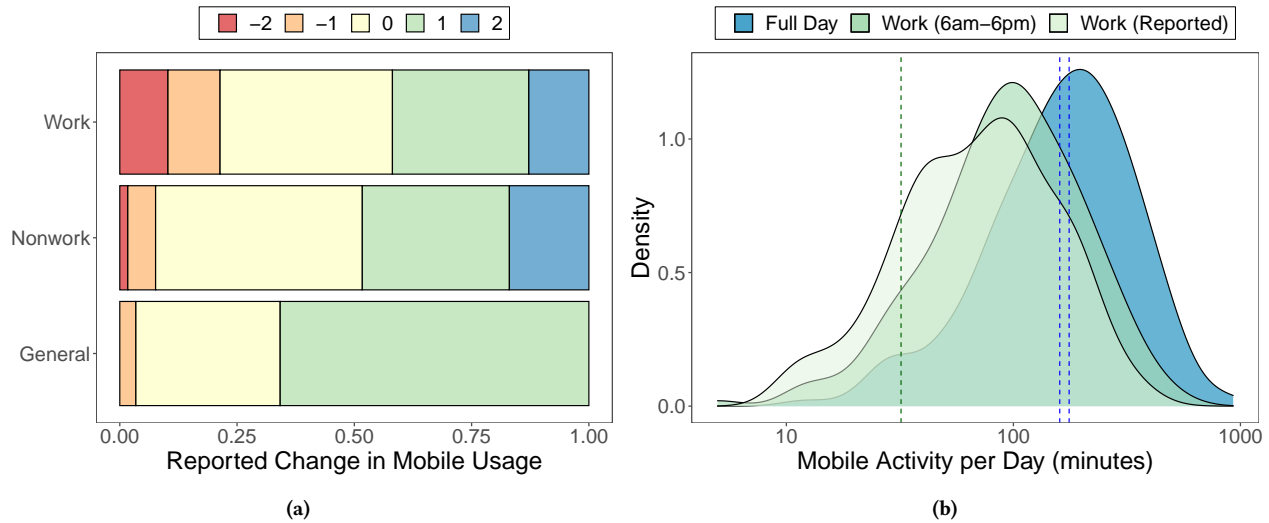 −2 −1 0 1 2
Work
Nonwork
General
0.00 0.25 0.50 0.75 1.00
Reported Change in Mobile Usage
(a)
Full Day Work (6am−6pm) Work (Reported)
Density
1.0
0.5
0.0
10 100 1000
Mobile Activity per Day (minutes)
(b)